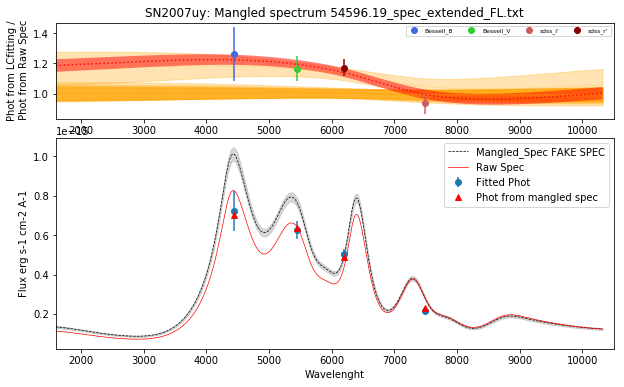 SN2007uy: Mangled spectrum 54596.19_spec_extended_FL.txt
Phot from LCfitting /
Phot from Raw Spec
1.4
1.2
1.0
Bessell_B
Bessell_V
sdss_i'
sdss_r'
2000 3000 4000 5000 6000 7000 8000 9000 10000
Flux erg s-1 cm-2 A-1
1.0
0.8
0.6
0.4
0.2
Mangled_Spec FAKE SPEC
Raw Spec
Fitted Phot
Phot from mangled spec
2000 3000 4000 5000 6000 7000 8000 9000 10000
Wavelenght